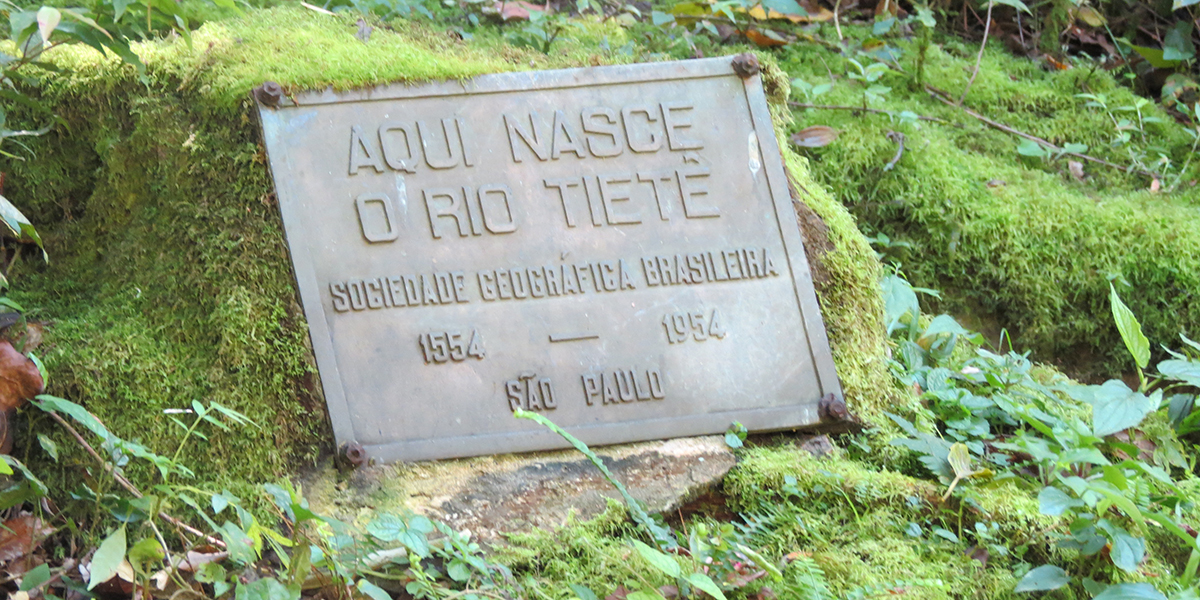 AQUI NASCE
O RIO TIETÊ
SOCIEDADE GEOGRÁFICA BRASILEIRA
1554 — 1954
SÃO PAULO